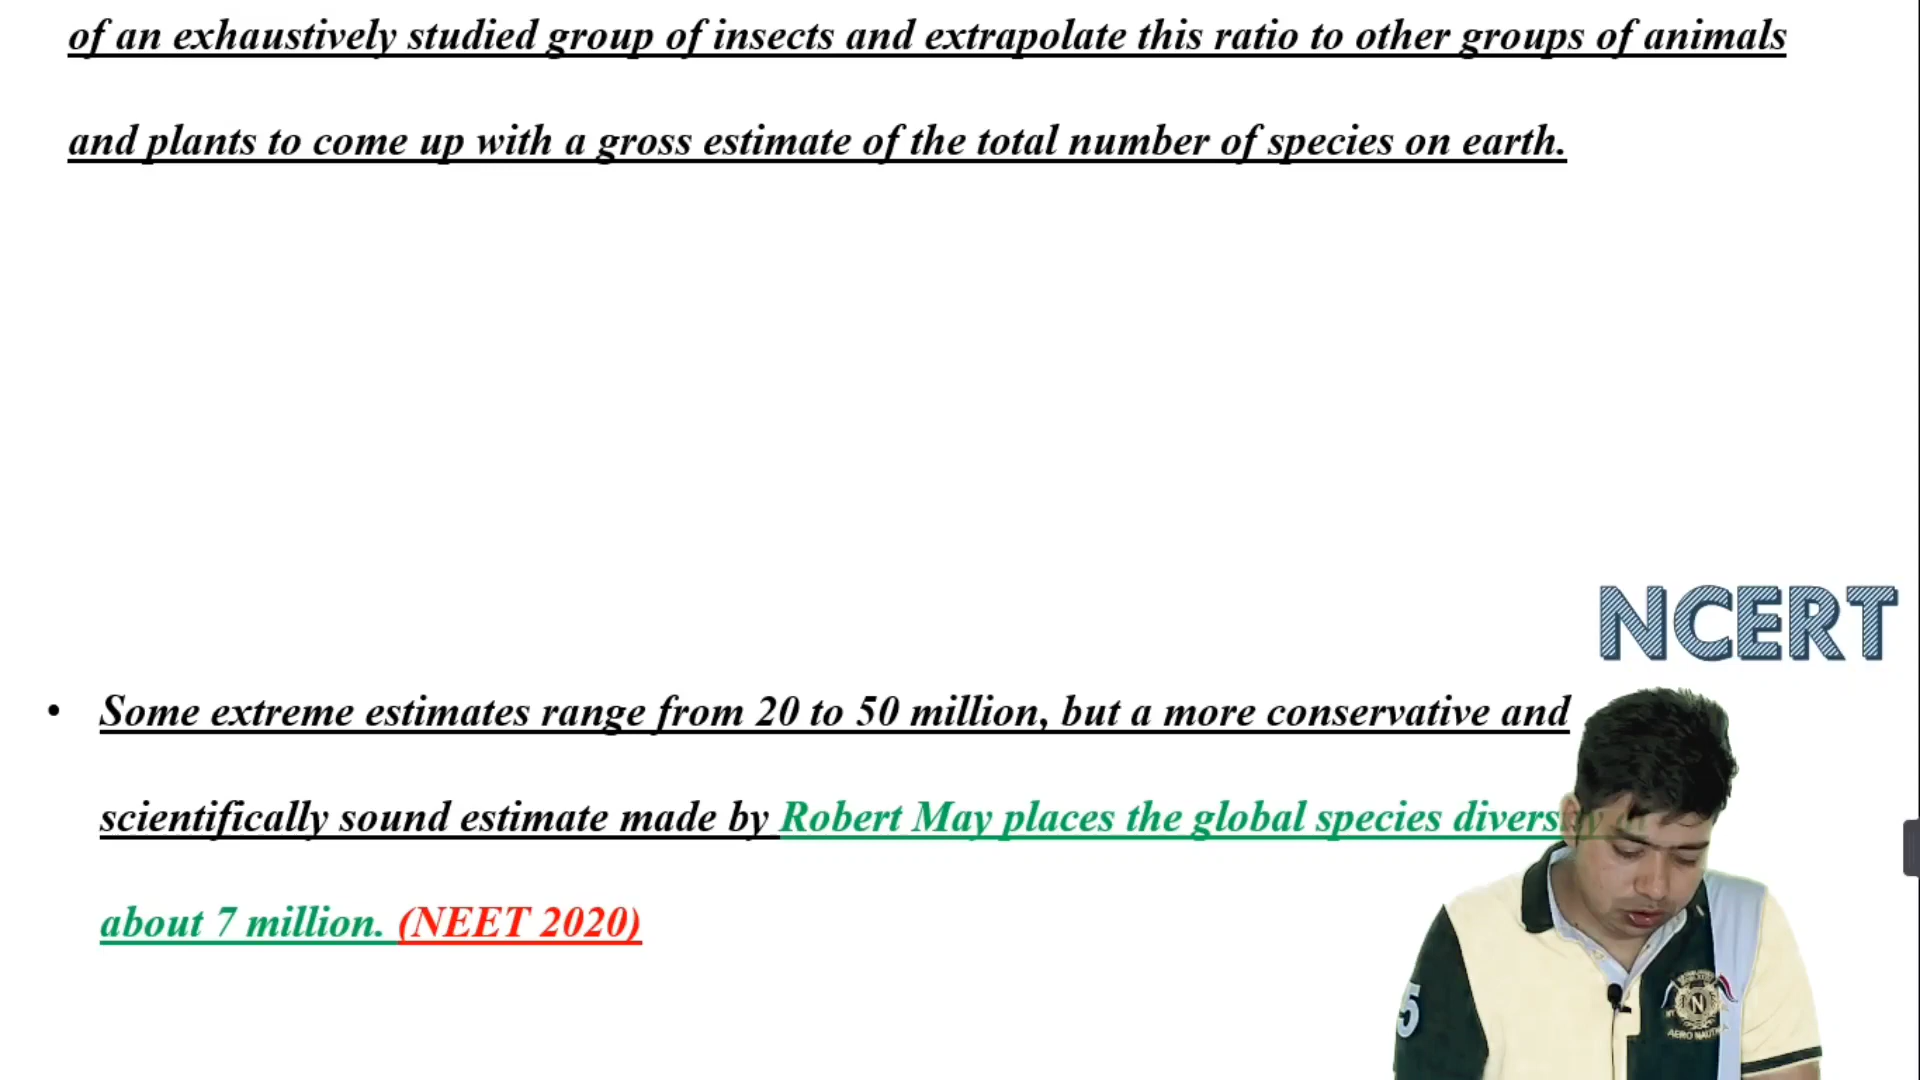 of an exhaustively studied group of insects and extrapolate this ratio to other groups of animals
and plants to come up with a gross estimate of the total number of species on earth.
NCERT
• Some extreme estimates range from 20 to 50 million, but a more conservative and
scientifically sound estimate made by Robert May places the global species diversity
about 7 million. (NEET 2020)
5
N